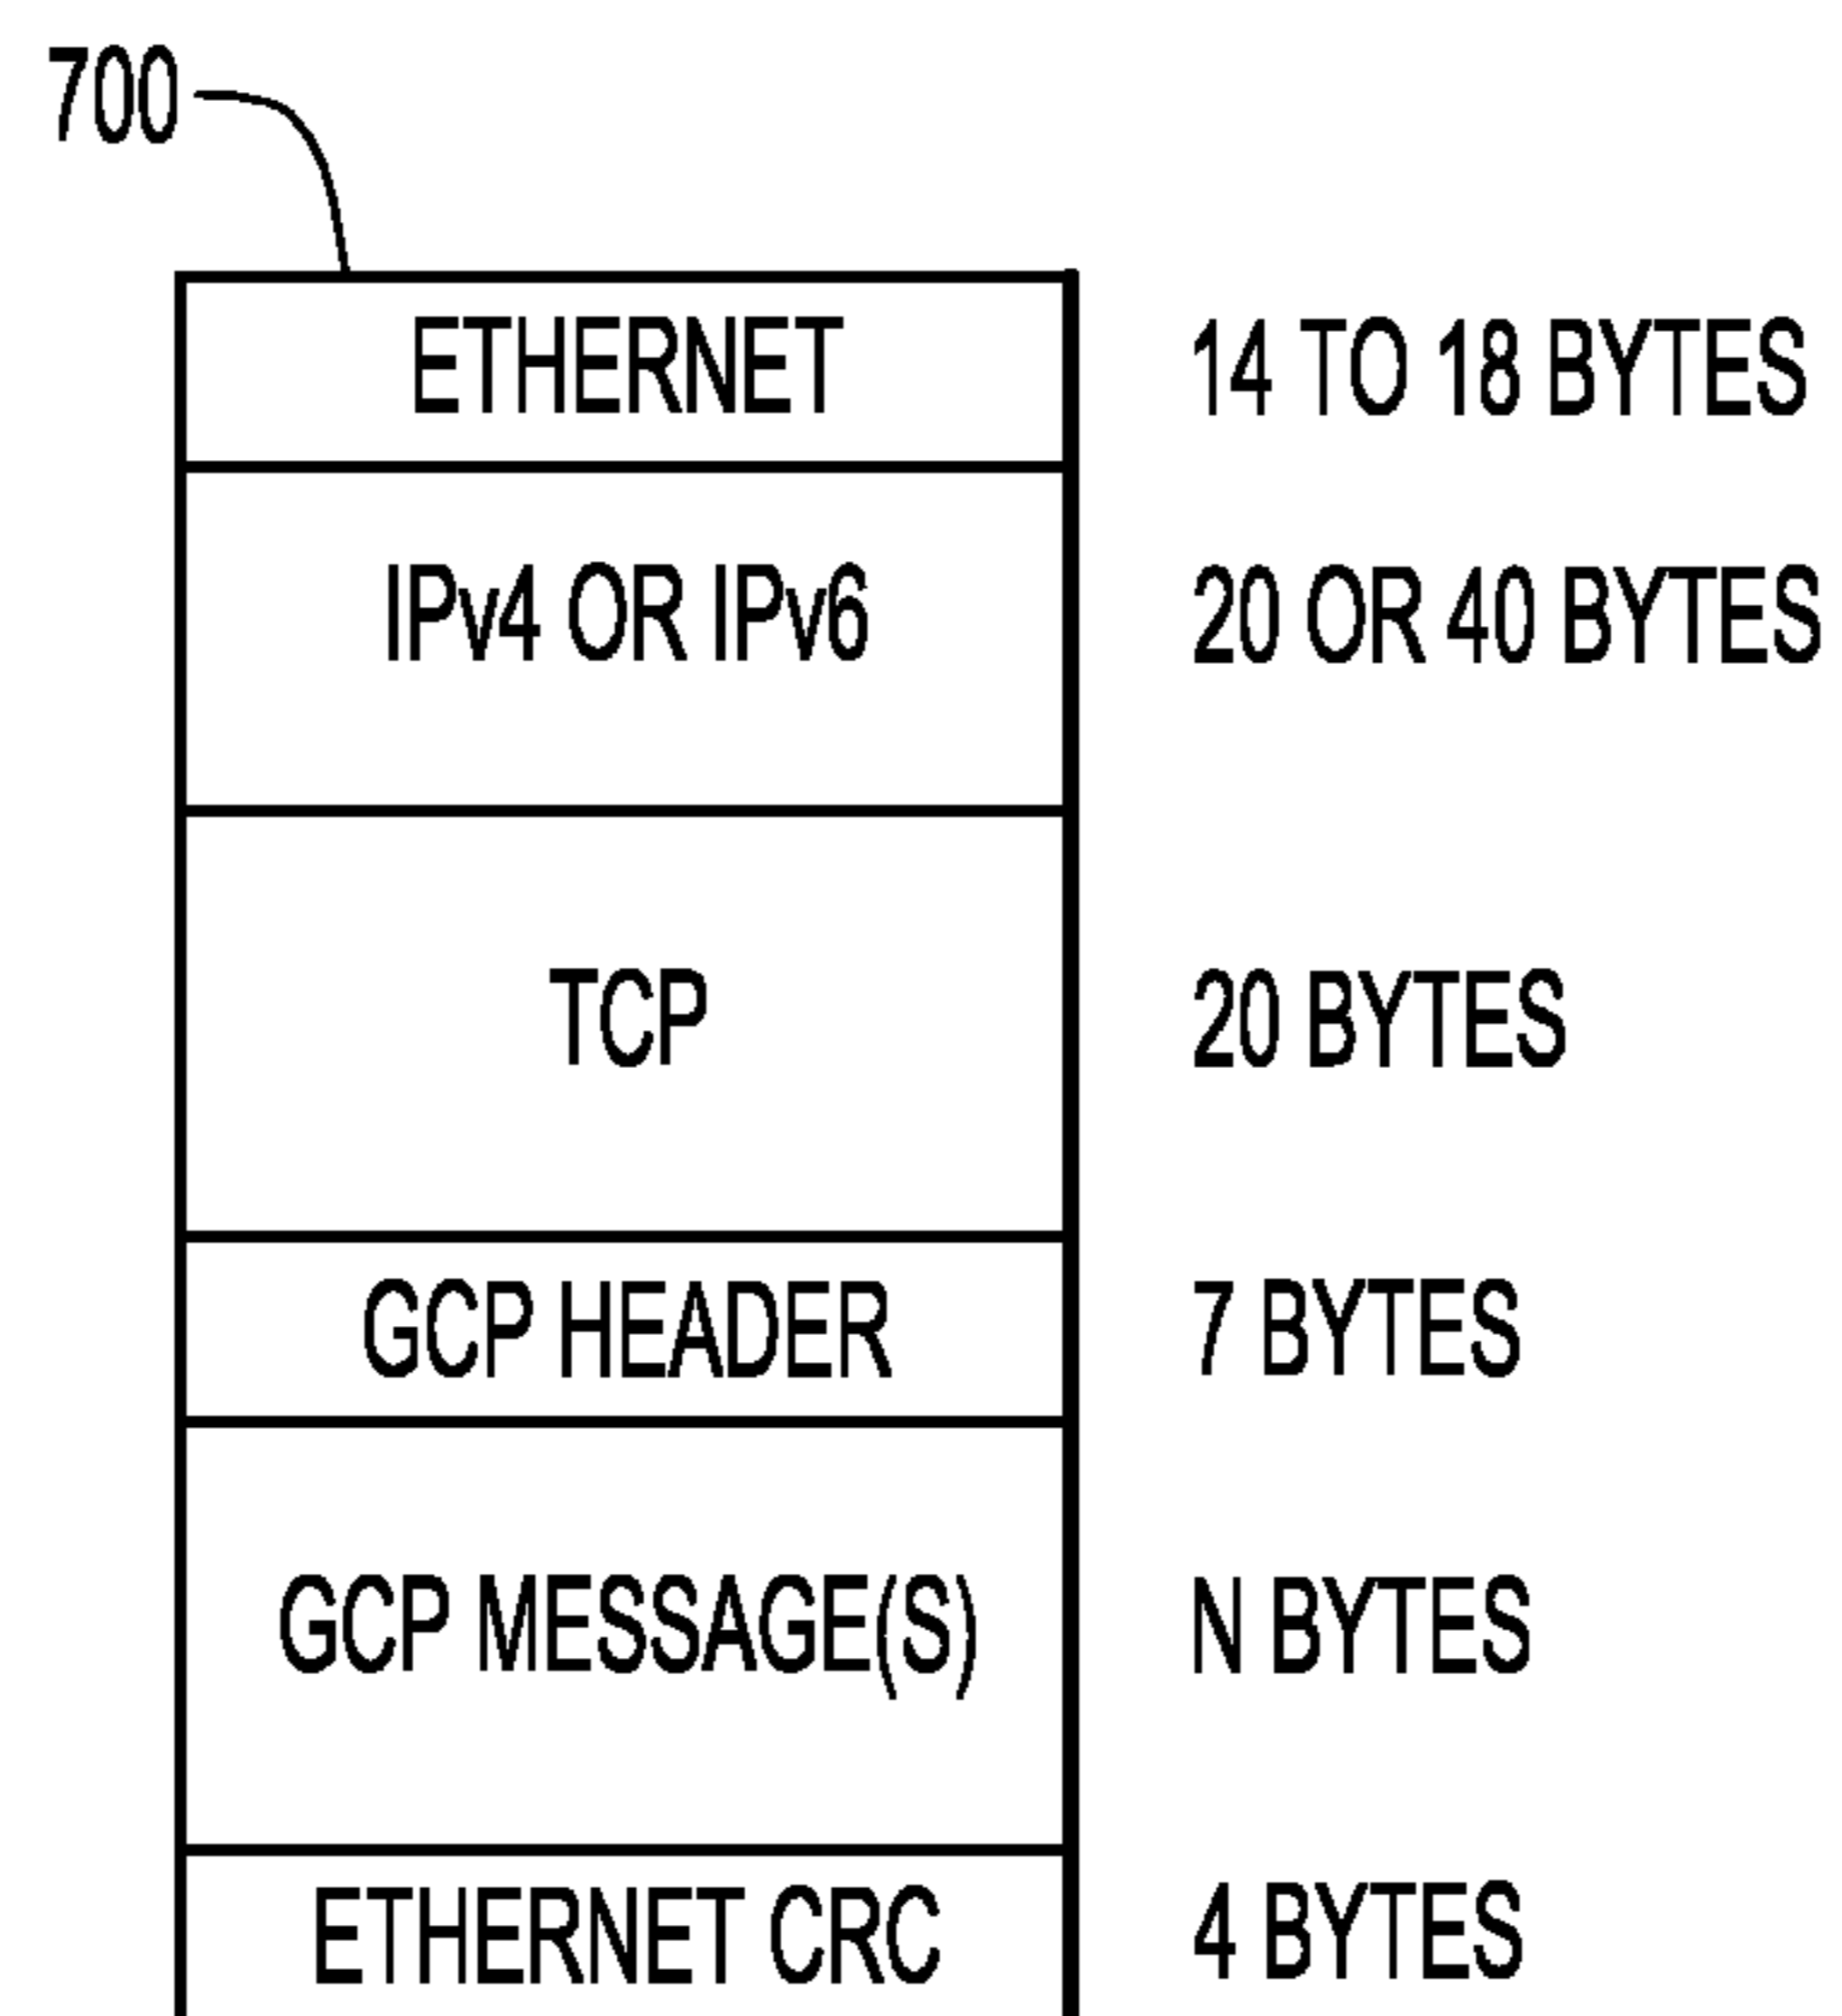 700
ETHERNET 14 TO 18 BYTES
IPv4 OR IPv6 20 OR 40 BYTES
TCP 20 BYTES
GCP HEADER 7 BYTES
GCP MESSAGE(S) N BYTES
ETHERNET CRC 4 BYTES